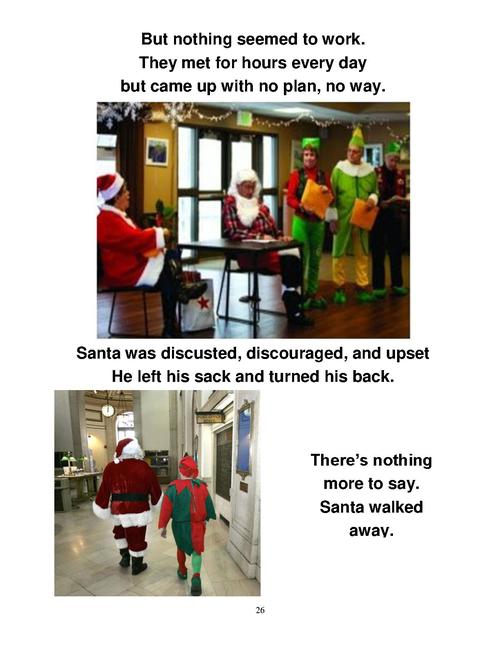 But nothing seemed to work.
They met for hours every day
but came up with no plan, no way.
Santa was discusted, discouraged, and upset
He left his sack and turned his back.
There's nothing
more to say.
Santa walked
away.
26